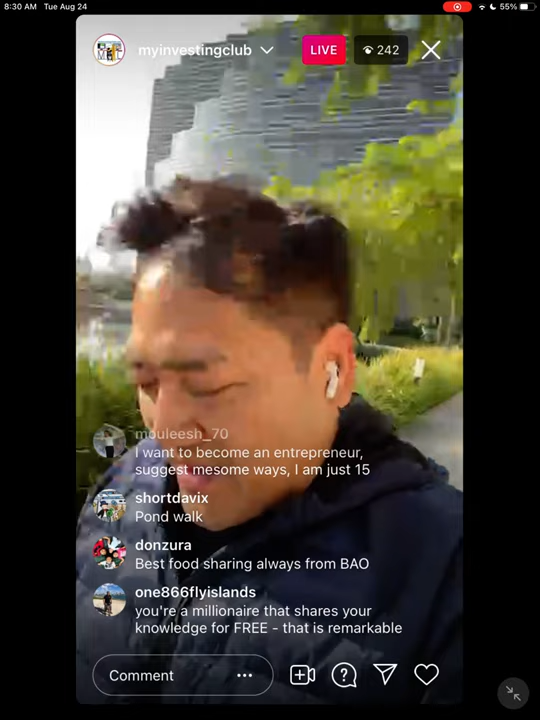 8:30 AM Tue Aug 24
55%
myinvestingclub
LIVE
242
mouleesh_70
I want to become an entrepreneur,
suggest mesome ways, I am just 15
shortdavix
Pond walk
donzura
Best food sharing always from BAO
one866flyislands
you're a millionaire that shares your
knowledge for FREE - that is remarkable
Comment